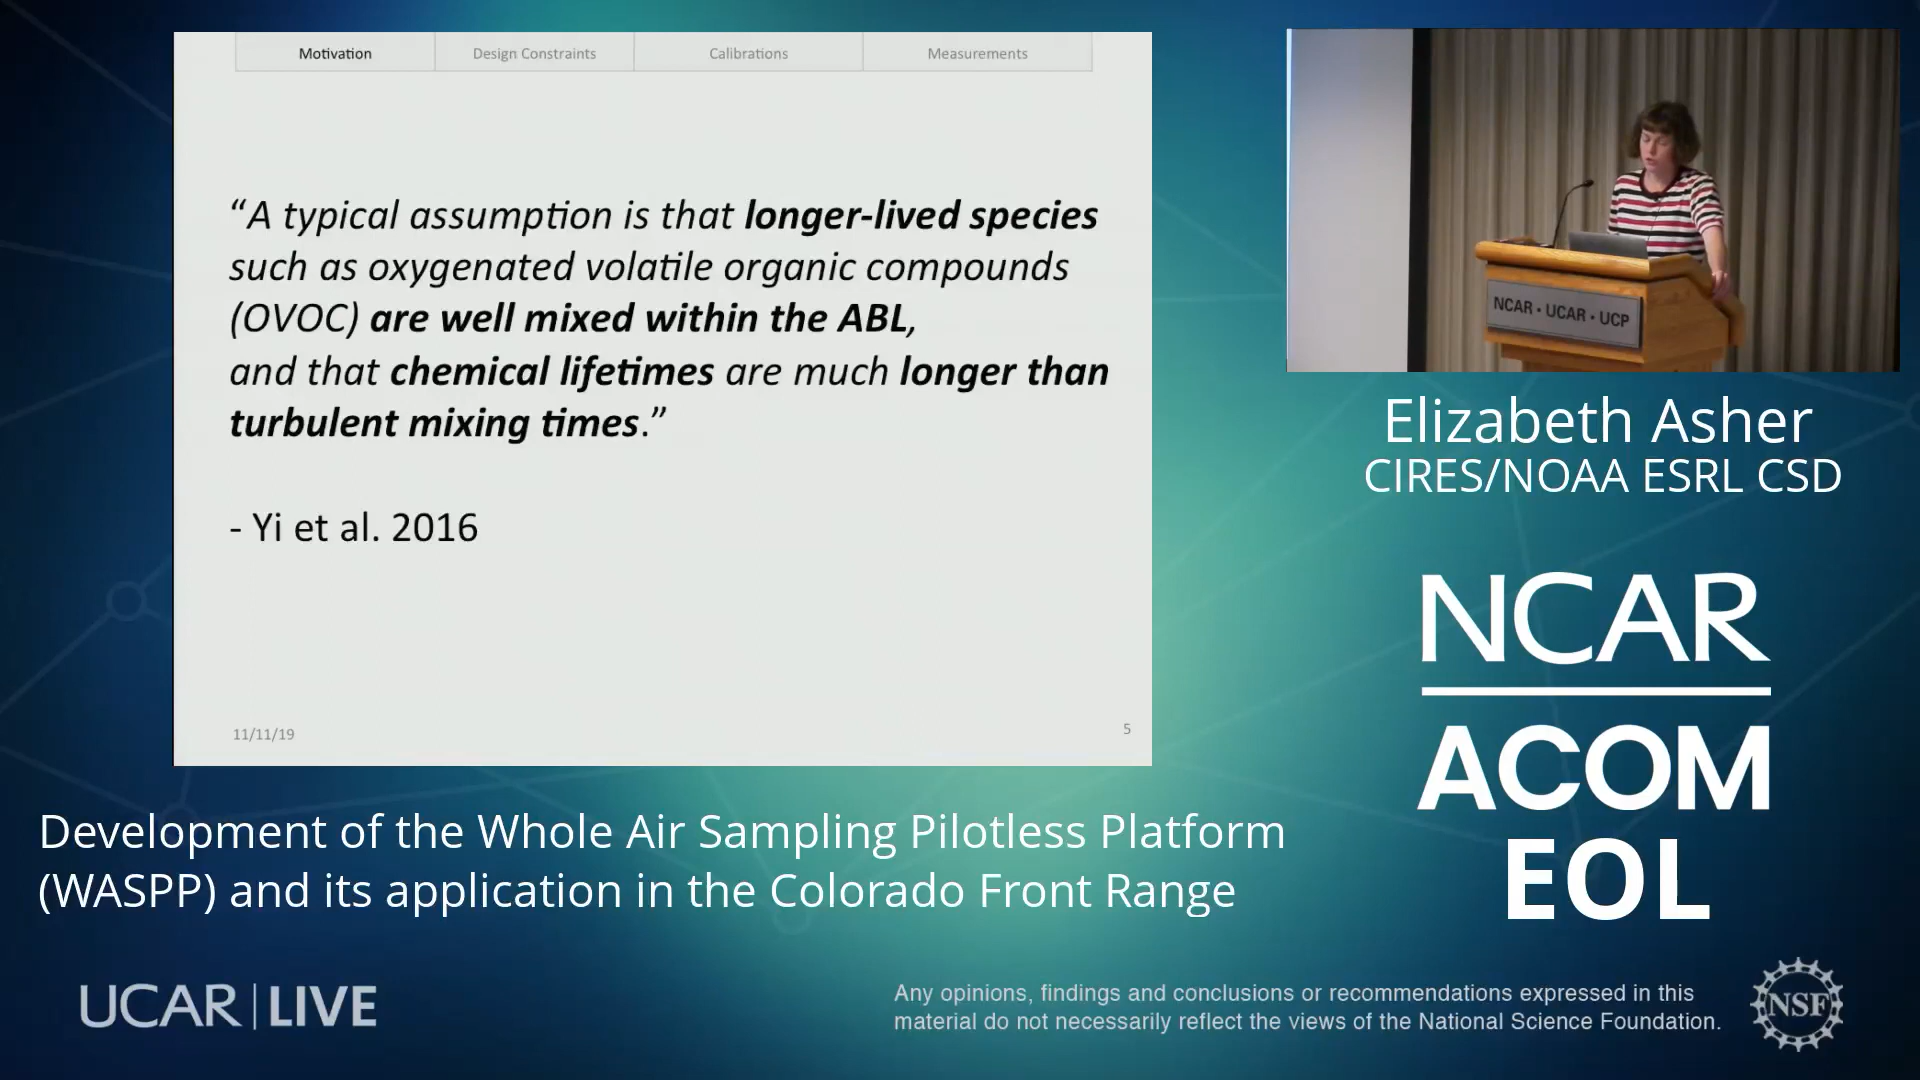 Motivation
Design Constraints
Calibrations
Measurements
“A typical assumption is that longer-lived species
such as oxygenated volatile organic compounds
(OVOC) are well mixed within the ABL,
and that chemical lifetimes are much longer than
turbulent mixing times.”
- Yi et al. 2016
11/11/19
5
NCAR • UCAR • UCP
Elizabeth Asher
CIRES/NOAA ESRL CSD
NCAR
ACOM
EOL
Development of the Whole Air Sampling Pilotless Platform
(WASPP) and its application in the Colorado Front Range
UCAR | LIVE
Any opinions, findings and conclusions or recommendations expressed in this
material do not necessarily reflect the views of the National Science Foundation.
NSF